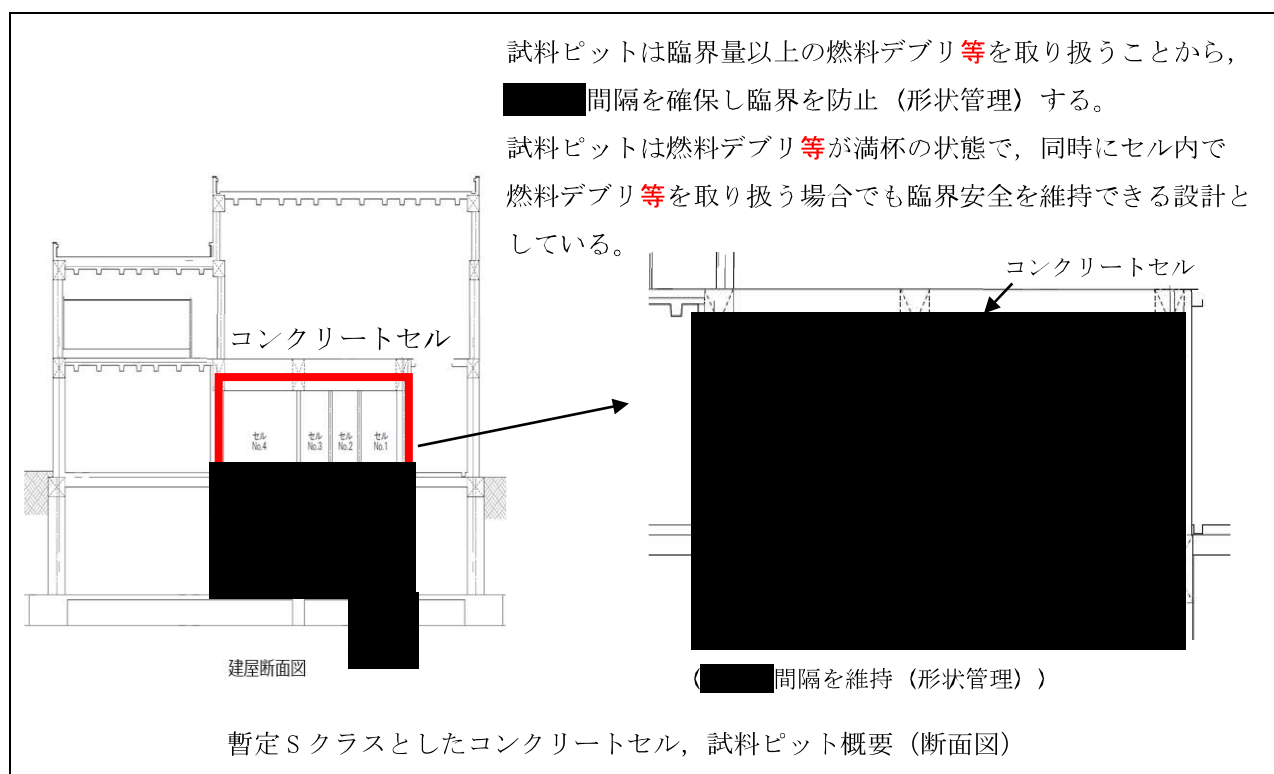 試料ピットは臨界量以上の燃料デブリ等を取り扱うことから，
間隔を確保し臨界を防止（形状管理）する。
試料ピットは燃料デブリ等が満杯の状態で，同時にセル内で
燃料デブリ等を取り扱う場合でも臨界安全を維持できる設計と
している。
コンクリートセル
コンクリートセル
セル
No.4
セル
No.3
セル
No.2
セル
No.1
建屋断面図
（間隔を維持（形状管理））
暫定Ｓクラスとしたコンクリートセル，試料ピット概要（断面図）